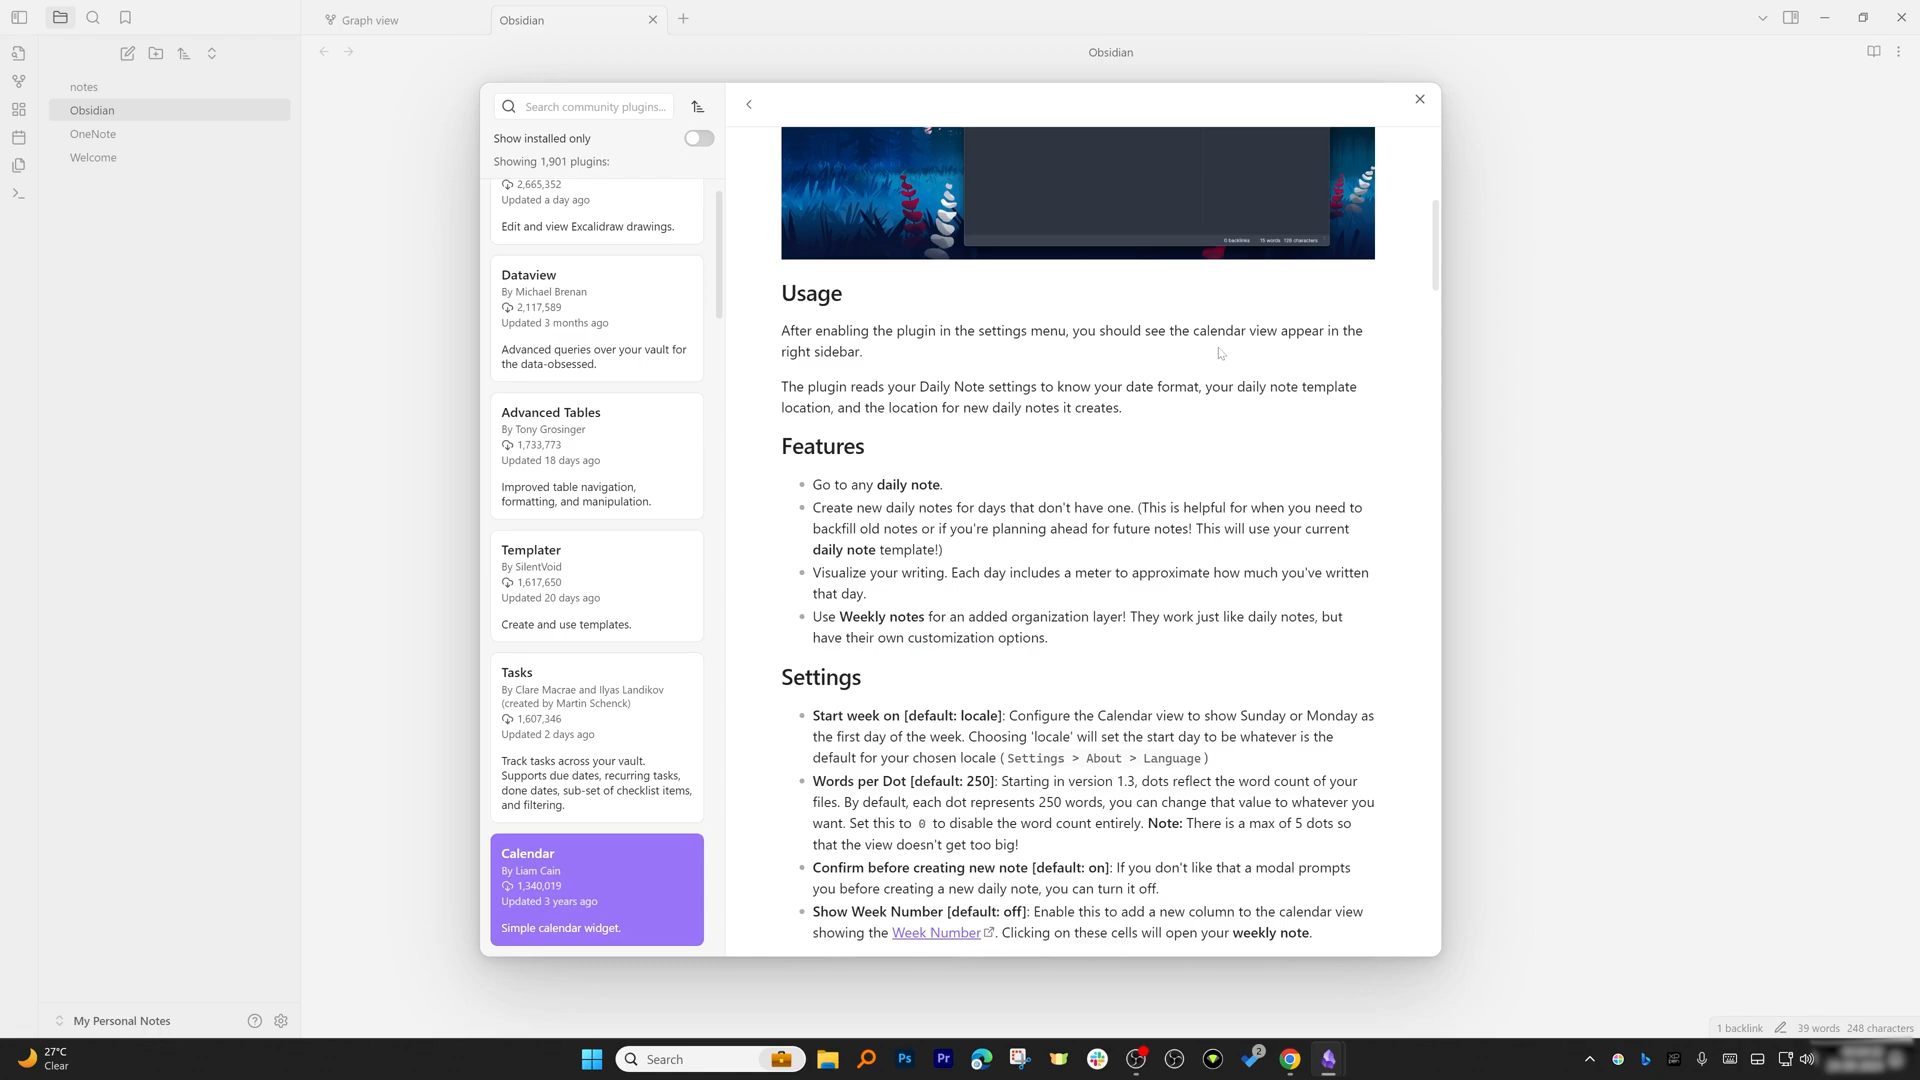 Graph view
Obsidian
Obsidian
notes
Obsidian
OneNote
Welcome
Search community plugins...
Show installed only
Showing 1,901 plugins:
2,665,352
Updated a day ago
Edit and view Excalidraw drawings.
Dataview
By Michael Brenan
2,117,589
Updated 3 months ago
Advanced queries over your vault for
the data-obsessed.
Advanced Tables
By Tony Grosinger
1,733,773
Updated 18 days ago
Improved table navigation,
formatting, and manipulation.
Templater
By SilentVoid
1,617,650
Updated 20 days ago
Create and use templates.
Tasks
By Clare Macrae and Ilyas Landikov
(created by Martin Schenck)
1,607,346
Updated 2 days ago
Track tasks across your vault.
Supports due dates, recurring tasks,
done dates, sub-set of checklist items,
and filtering.
Calendar
By Liam Cain
1,340,019
Updated 3 years ago
Simple calendar widget.
0 backlinks 15 words 126 characters
Usage
After enabling the plugin in the settings menu, you should see the calendar view appear in the
right sidebar.
The plugin reads your Daily Note settings to know your date format, your daily note template
location, and the location for new daily notes it creates.
Features
Go to any daily note.
Create new daily notes for days that don't have one. (This is helpful for when you need to
backfill old notes or if you're planning ahead for future notes! This will use your current
daily note template!)
Visualize your writing. Each day includes a meter to approximate how much you've written
that day.
Use Weekly notes for an added organization layer! They work just like daily notes, but
have their own customization options.
Settings
Start week on [default: locale]: Configure the Calendar view to show Sunday or Monday as
the first day of the week. Choosing 'locale' will set the start day to be whatever is the
default for your chosen locale (Settings > About > Language)
Words per Dot [default: 250]: Starting in version 1.3, dots reflect the word count of your
files. By default, each dot represents 250 words, you can change that value to whatever you
want. Set this to 0 to disable the word count entirely. Note: There is a max of 5 dots so
that the view doesn't get too big!
Confirm before creating new note [default: on]: If you don't like that a modal prompts
you before creating a new daily note, you can turn it off.
Show Week Number [default: off]: Enable this to add a new column to the calendar view
showing the Week Number. Clicking on these cells will open your weekly note.
My Personal Notes
1 backlink 39 words 248 characters
27°C
Clear
Search
Ps
Pr
2